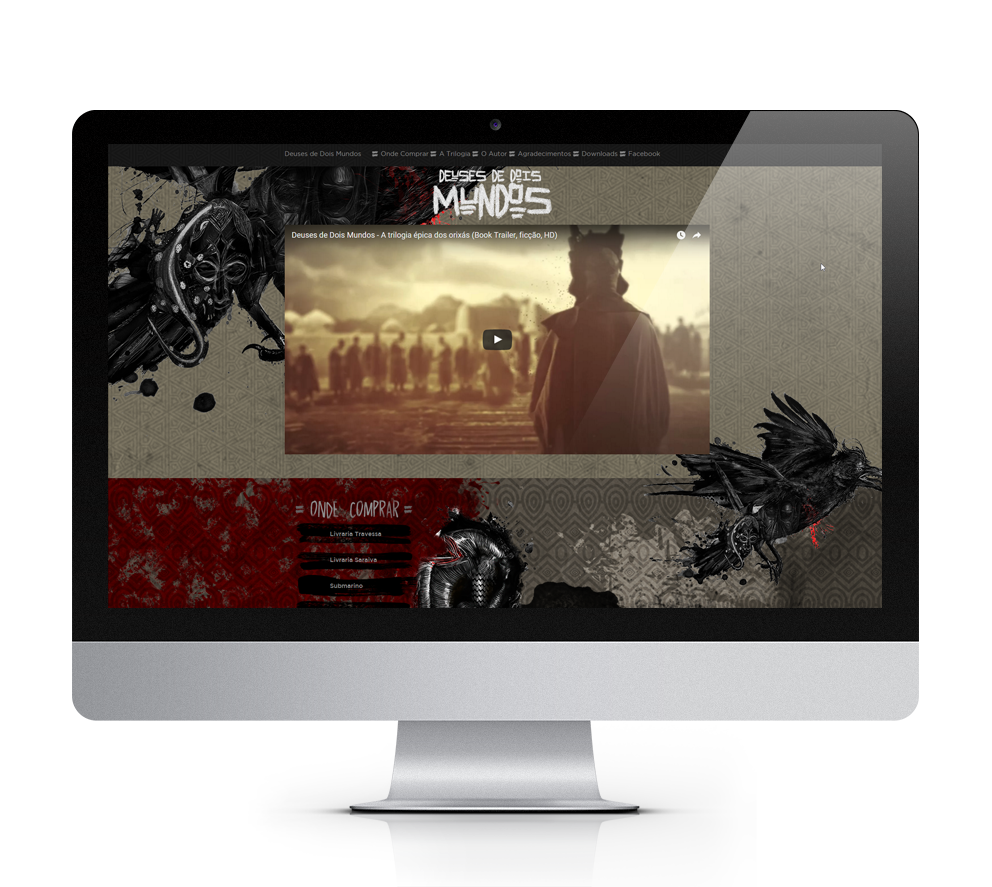 Deuses de Dois Mundos Onde Comprar A Trilogia O Autor Agradecimentos Downloads Facebook
DEUSES DE DOIS
MUNDOS
Deuses de Dois Mundos - A trilogia épica dos orixás (Book Trailer, ficção, HD)
ONDE COMPRAR
Livraria Travessa
Livraria Saraiva
Submarino